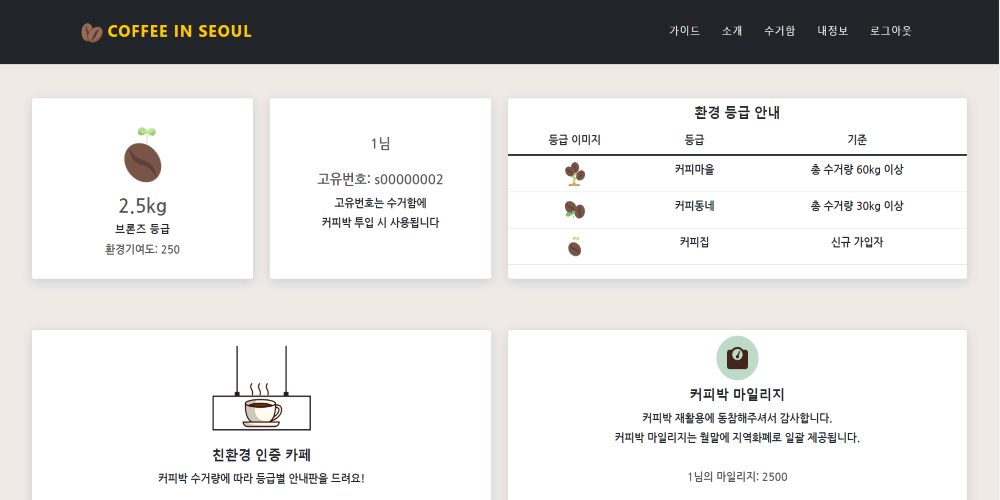 COFFEE IN SEOUL
가이드 소개 수거함 내정보 로그아웃
2.5kg
브론즈 등급
환경기여도: 250
1님
고유번호: s00000002
고유번호는 수거함에
커피박 투입 시 사용됩니다
환경 등급 안내
등급 이미지 등급 기준
커피마을 총 수거량 60kg 이상
커피동네 총 수거량 30kg 이상
커피집 신규 가입자
친환경 인증 카페
커피박 수거량에 따라 등급별 안내판을 드려요!
커피박 마일리지
커피박 재활용에 동참해주셔서 감사합니다.
커피박 마일리지는 월말에 지역화폐로 일괄 제공됩니다.
1님의 마일리지: 2500